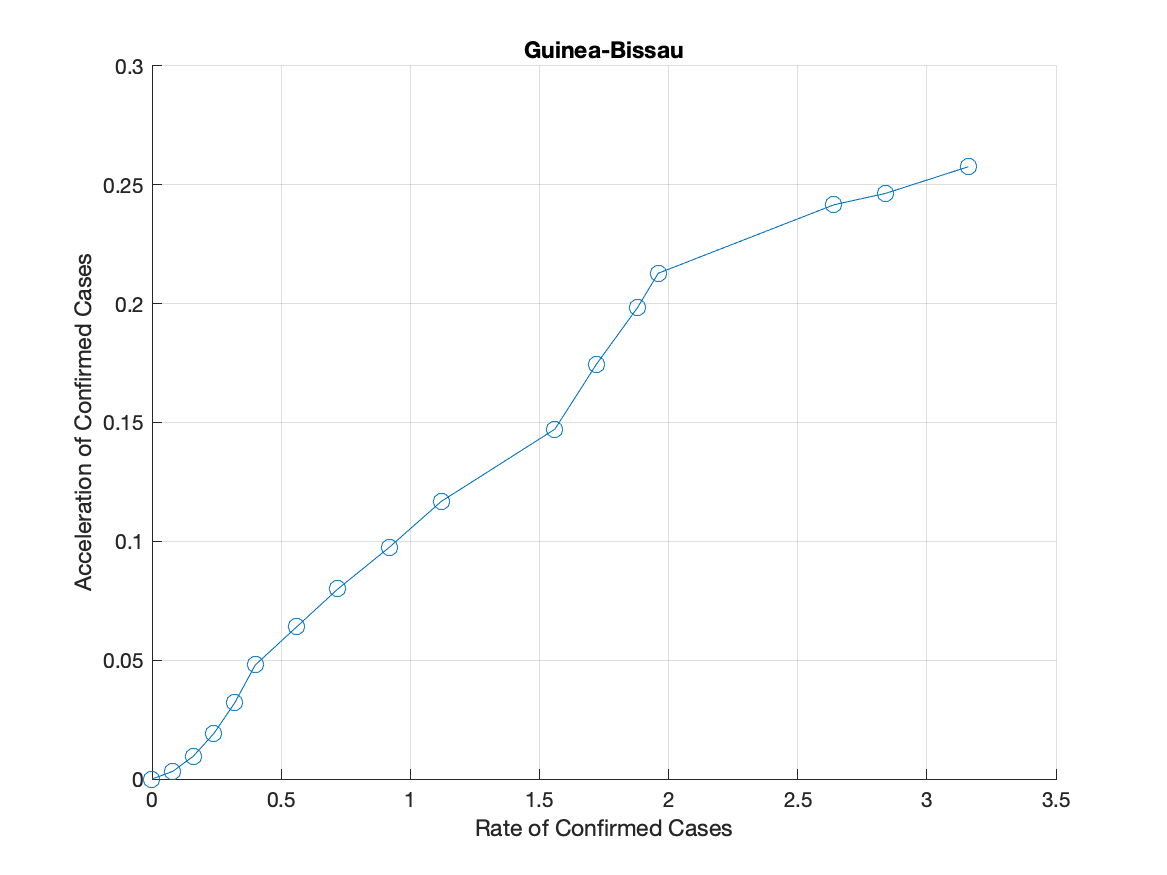 Guinea-Bissau
0.3
0.25
0.2
0.15
0.1
0.05
0
Acceleration of Confirmed Cases
0 0.5 1 1.5 2 2.5 3 3.5
Rate of Confirmed Cases